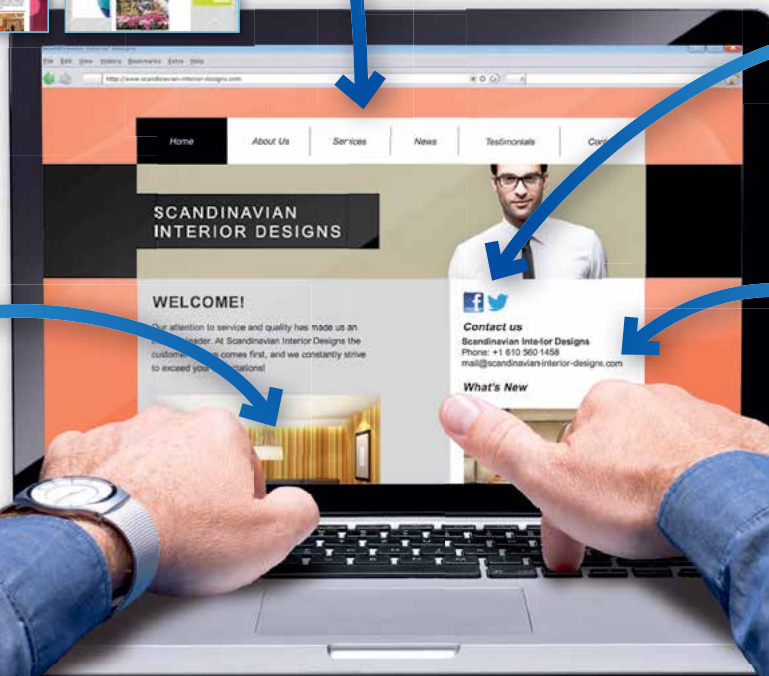 File Edit View History Bookmarks Extra Help
http://www.scandinavian-interior-designs.com
Home About Us Services News Testimonials
SCANDINAVIAN
INTERIOR DESIGNS
WELCOME!
Our attention to service and quality has made us an
leader. At Scandinavian Interior Designs the
comes first, and we constantly strive
to exceed
f
Contact us
Scandinavian Interior Designs
Phone: +1 610 560-1458
mail@scandinavian-interior-designs.com
What's New